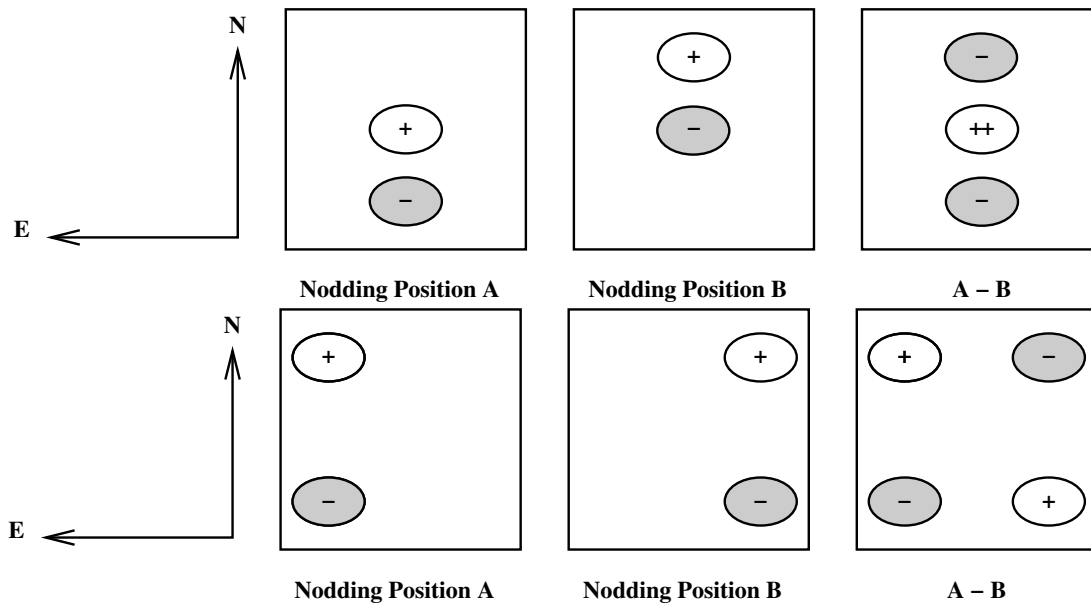 N
+
+
−
+
−
++
−
−
E
Nodding Position A
Nodding Position B
A − B
N
+
+
+
−
−
−
−
+
E
Nodding Position A
Nodding Position B
A − B